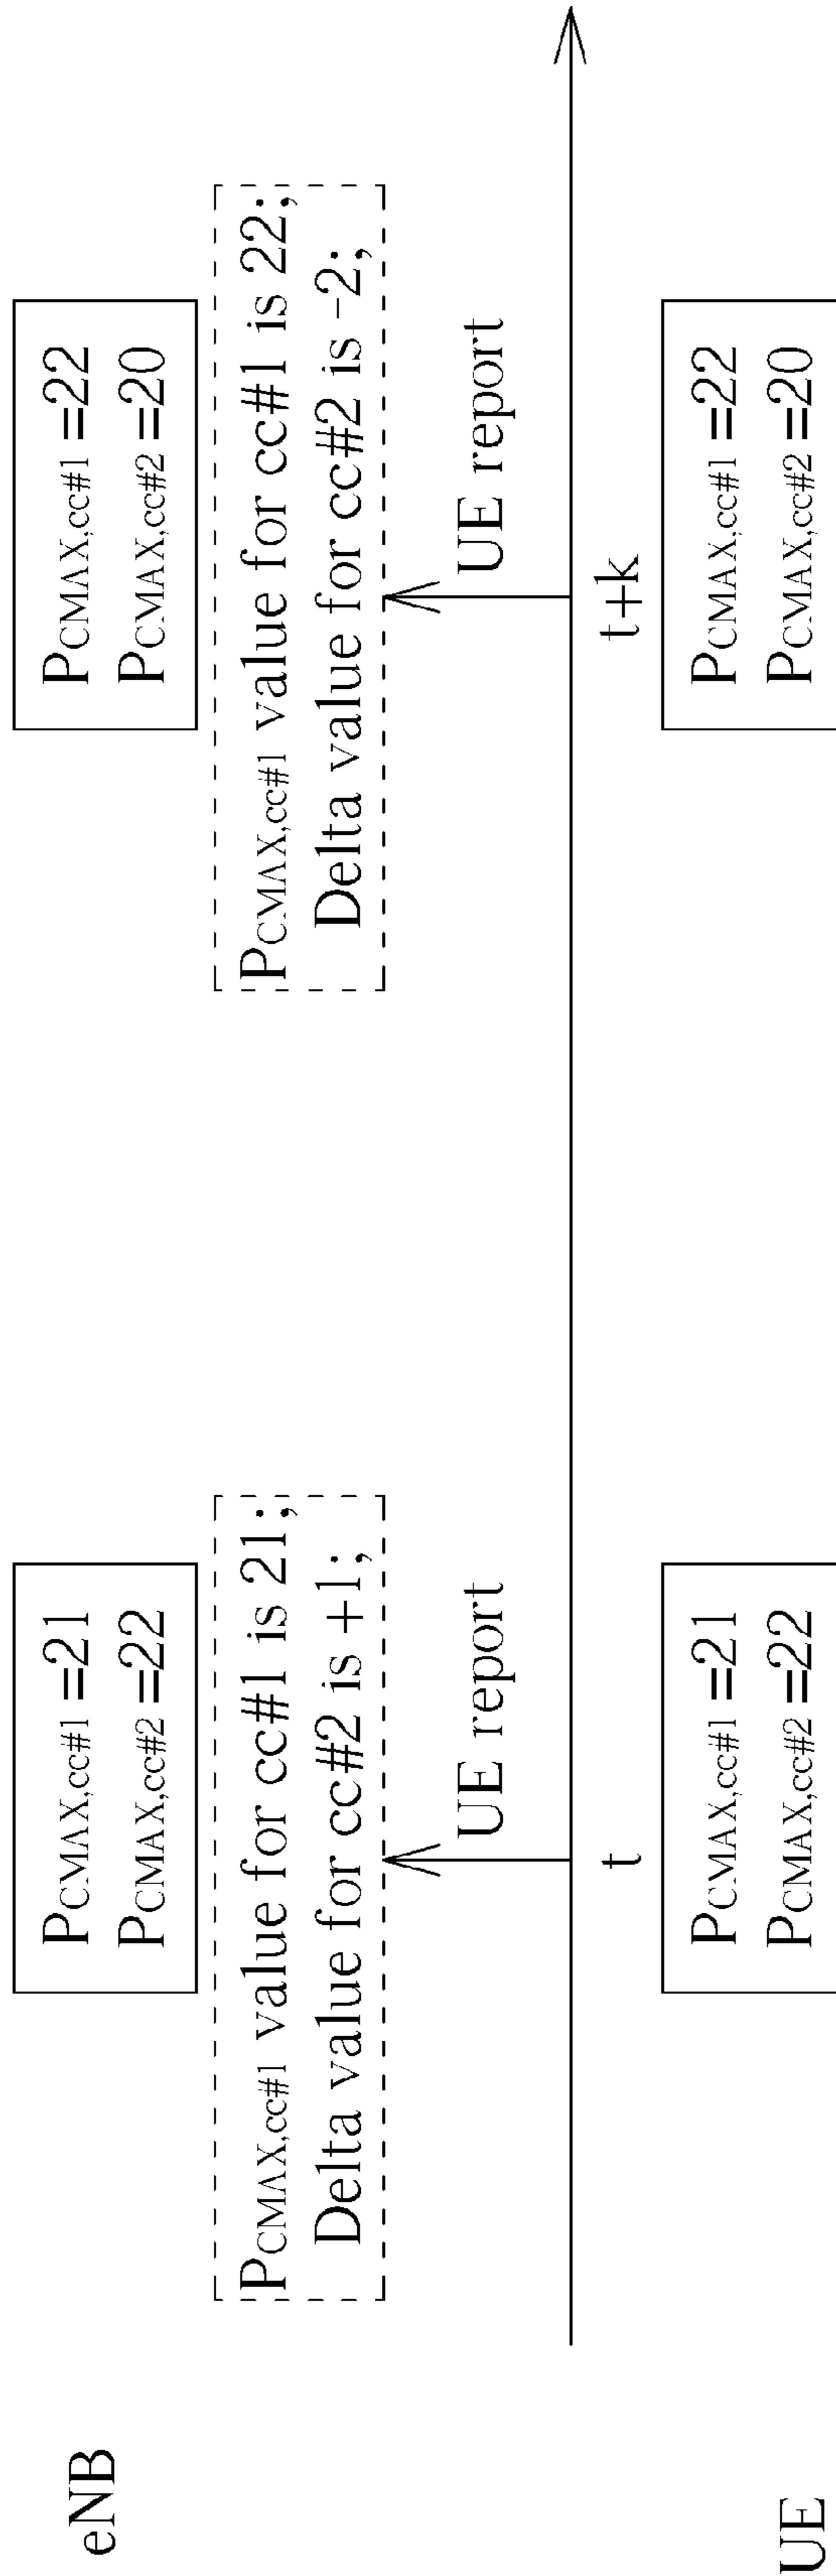 eNB
PCMAX,cc#1 =21
PCMAX,cc#2 =22
PCMAX,cc#1 value for cc#1 is 21;
Delta value for cc#2 is +1;
UE report
t
PCMAX,cc#1 =21
PCMAX,cc#2 =22
PCMAX,cc#1 =22
PCMAX,cc#2 =20
PCMAX,cc#1 value for cc#1 is 22;
Delta value for cc#2 is -2;
UE report
t+k
PCMAX,cc#1 =22
PCMAX,cc#2 =20
UE